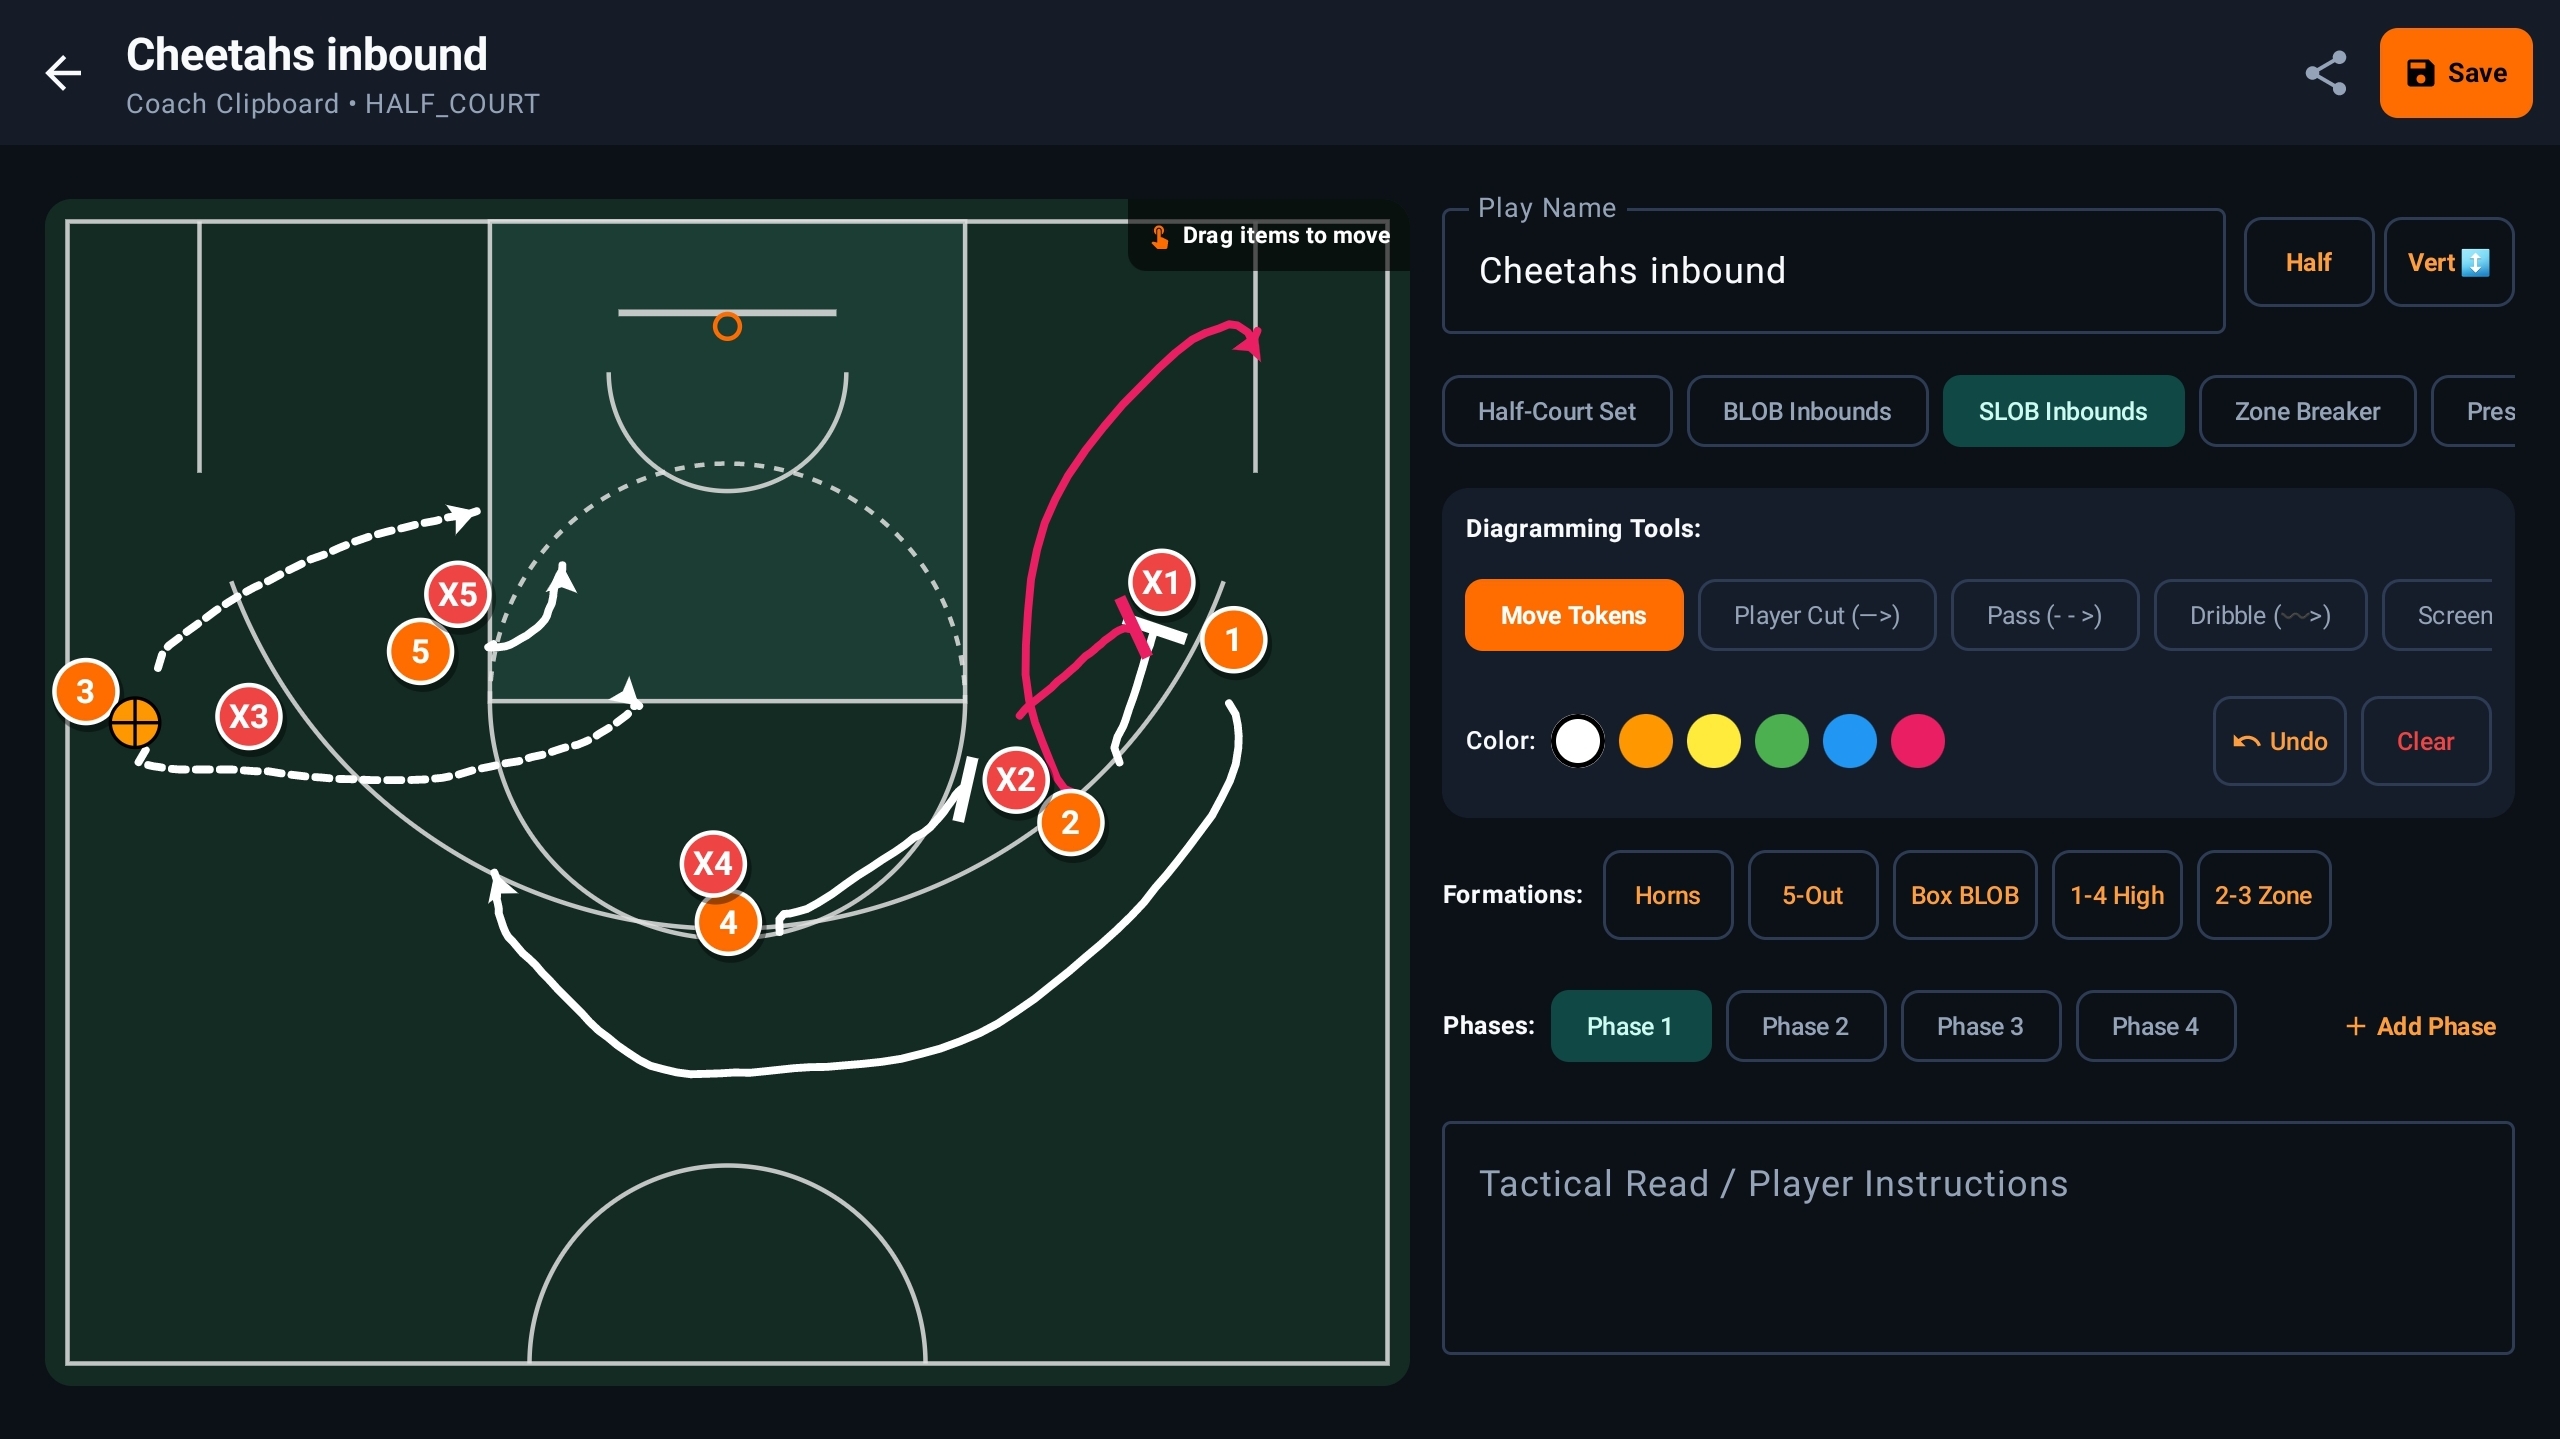 Cheetahs inbound
Coach Clipboard • HALF_COURT
Save
Drag items to move
X5
X1
5
1
3
X3
X2
2
X4
4
Play Name
Cheetahs inbound
Half
Vert ↕️
Half-Court Set
BLOB Inbounds
SLOB Inbounds
Zone Breaker
Pres
Diagramming Tools:
Move Tokens
Player Cut (—>)
Pass (- - >)
Dribble (〰>)
Screen
Color:
Undo
Clear
Formations:
Horns
5-Out
Box BLOB
1-4 High
2-3 Zone
Phases:
Phase 1
Phase 2
Phase 3
Phase 4
+ Add Phase
Tactical Read / Player Instructions